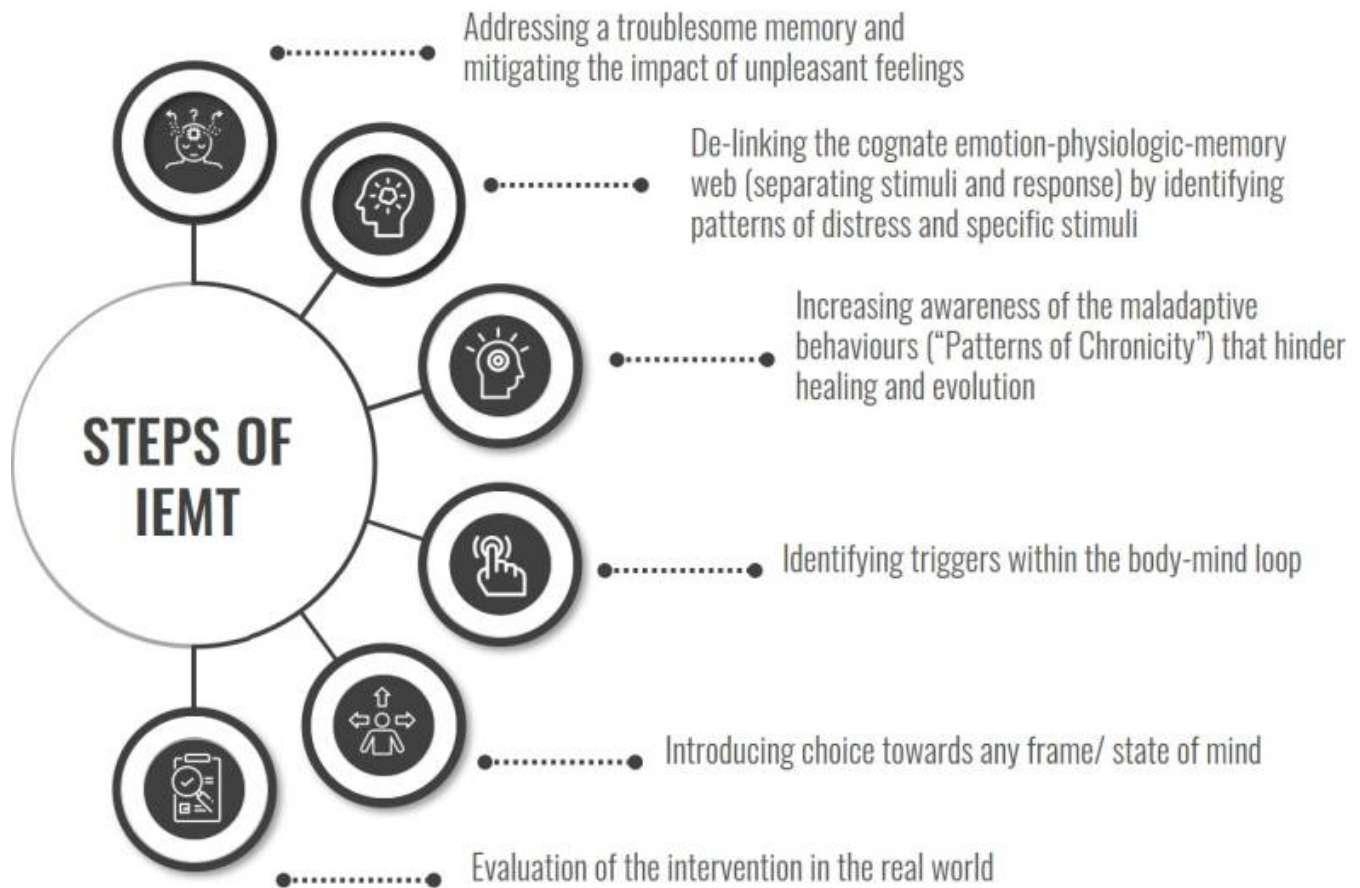 Addressing a troublesome memory and
mitigating the impact of unpleasant feelings
De-linking the cognate emotion-physiologic-memory
web (separating stimuli and response) by identifying
patterns of distress and specific stimuli
Increasing awareness of the maladaptive
behaviours (“Patterns of Chronicity”) that hinder
healing and evolution
STEPS OF
IEMT
Identifying triggers within the body-mind loop
Introducing choice towards any frame/ state of mind
Evaluation of the intervention in the real world